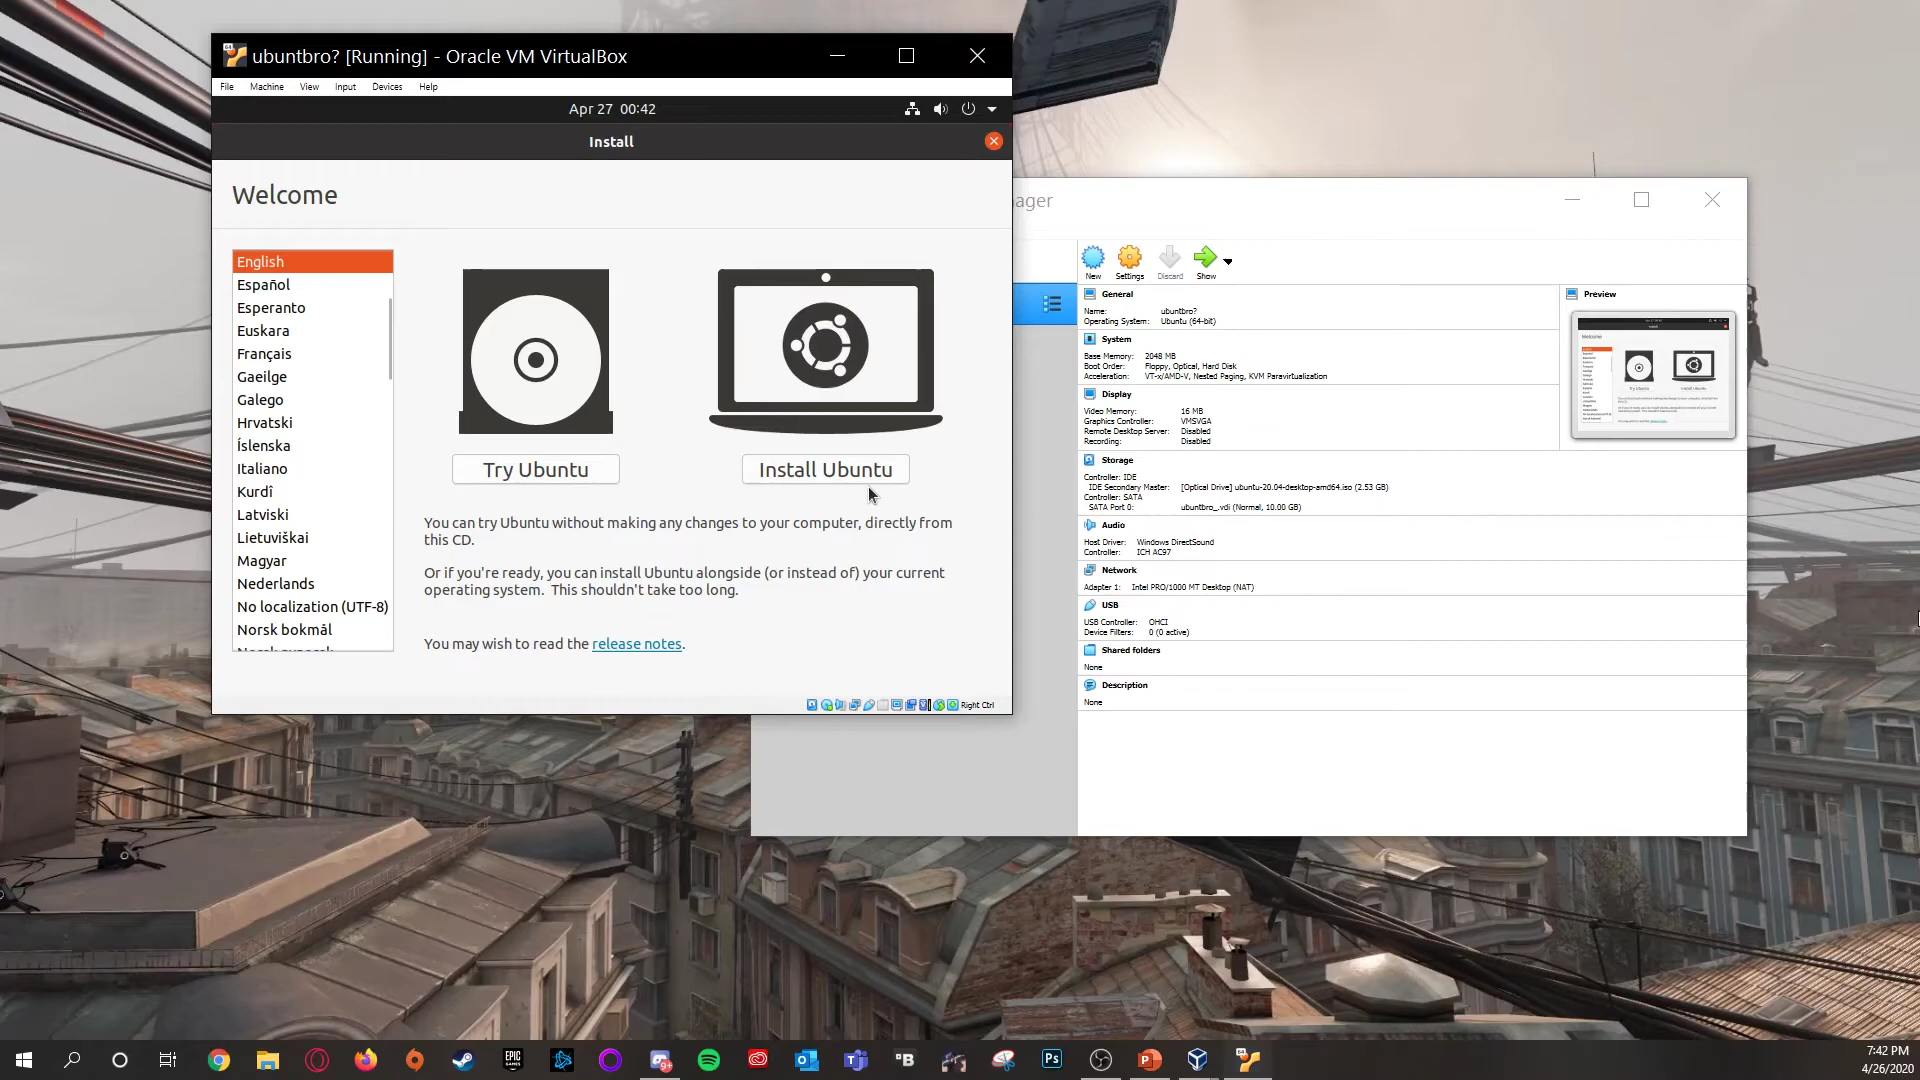 ubuntbro? [Running] - Oracle VM VirtualBox
File Machine View Input Devices Help
Apr 27 00:42
Install
Welcome
English
Español
Esperanto
Euskara
Français
Gaeilge
Galego
Hrvatski
Íslenska
Italiano
Kurdî
Latviski
Lietuviškai
Magyar
Nederlands
No localization (UTF-8)
Norsk bokmål
Try Ubuntu
Install Ubuntu
You can try Ubuntu without making any changes to your computer, directly from
this CD.
Or if you're ready, you can install Ubuntu alongside (or instead of) your current
operating system. This shouldn't take too long.
You may wish to read the release notes.
Right Ctrl
ager
New Settings Discard Show
General
Name: ubuntbro?
Operating System: Ubuntu (64-bit)
System
Base Memory: 2048 MB
Boot Order: Floppy, Optical, Hard Disk
Acceleration: VT-x/AMD-V, Nested Paging, KVM Paravirtualization
Display
Video Memory: 16 MB
Graphics Controller: VMSVGA
Remote Desktop Server: Disabled
Recording: Disabled
Storage
Controller: IDE
IDE Secondary Master: [Optical Drive] ubuntu-20.04-desktop-amd64.iso (2.53 GB)
Controller: SATA
SATA Port 0: ubuntbro_.vdi (Normal, 10.00 GB)
Audio
Host Driver: Windows DirectSound
Controller: ICH AC97
Network
Adapter 1: Intel PRO/1000 MT Desktop (NAT)
USB
USB Controller: OHCI
Device Filters: 0 (0 active)
Shared folders
None
Description
None
Preview
Welcome
Try Ubuntu
Install Ubuntu
EPIC
GAMES
9+
B
Ps
P
64
7:42 PM
4/26/2020